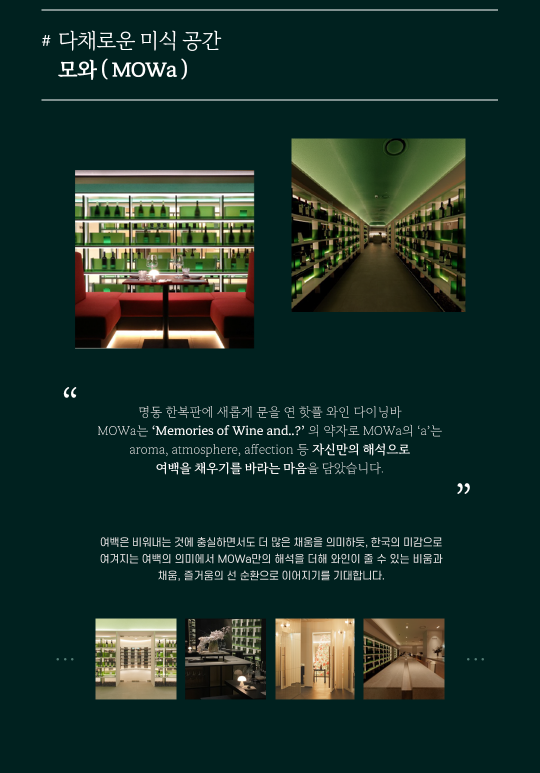 # 다채로운 미식 공간
모와 ( MOWa )
“
명동 한복판에 새롭게 문을 연 핫플 와인 다이닝바
MOWa는 ‘Memories of Wine and..?’ 의 약자로 MOWa의 ‘a’는
aroma, atmosphere, affection 등 자신만의 해석으로
여백을 채우기를 바라는 마음을 담았습니다.
”
여백은 비워내는 것에 충실하면서도 더 많은 채움을 의미하듯, 한국의 미감으로
여겨지는 여백의 의미에서 MOWa만의 해석을 더해 와인이 줄 수 있는 비움과
채움, 즐거움의 선 순환으로 이어지기를 기대합니다.